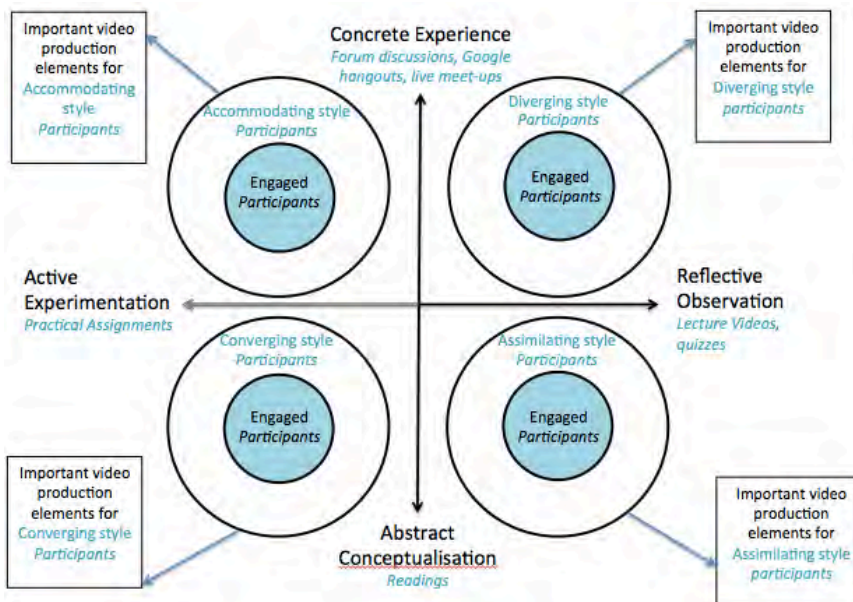 Important video
production
elements for
Accommodating
style
Participants
Concrete Experience
Forum discussions, Google
hangouts, live meet-ups
Important video
production
elements for
Diverging style
participants
Accommodating style
Participants
Engaged
Participants
Diverging style
Participants
Engaged
Participants
Active
Experimentation
Practical Assignments
Reflective
Observation
Lecture Videos,
quizzes
Converging style
Participants
Engaged
Participants
Assimilating style
Participants
Engaged
Participants
Important video
production
elements for
Converging style
Participants
Abstract
Conceptualisation
Readings
Important video
production
elements for
Assimilating style
participants